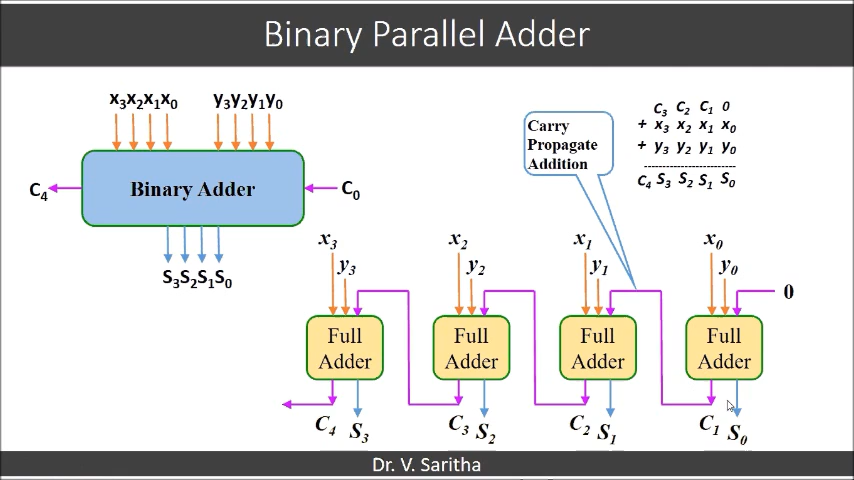 Binary Parallel Adder
x₃x₂x₁x₀ y₃y₂y₁y₀
C₄ Binary Adder C₀
S₃S₂S₁S₀
Carry
Propagate
Addition
C₃ C₂ C₁ 0
+ x₃ x₂ x₁ x₀
+ y₃ y₂ y₁ y₀
C₄ S₃ S₂ S₁ S₀
x₃ x₂ x₁ x₀
y₃ y₂ y₁ y₀
0
Full Full Full Full
Adder Adder Adder Adder
C₄ S₃ C₃ S₂ C₂ S₁ C₁ S₀
Dr. V. Saritha